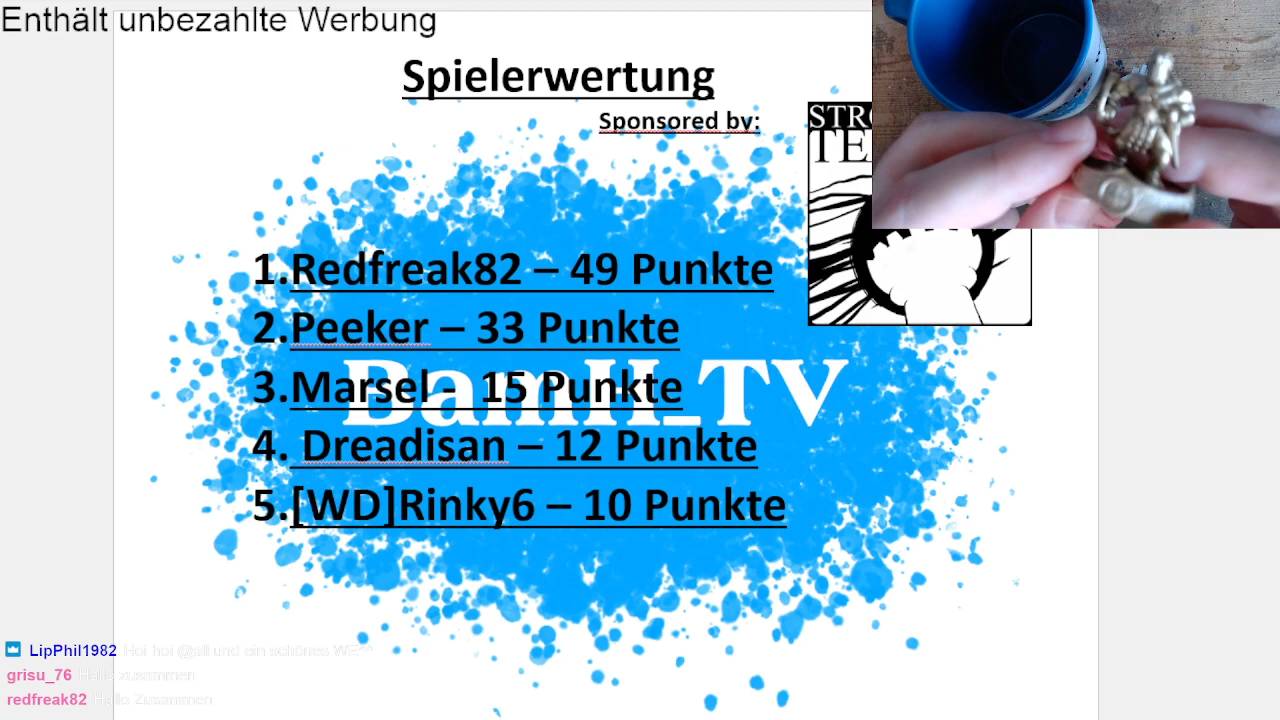 Enthält unbezahlte Werbung
Spielerwertung
Sponsored by:
1.Redfreak82 – 49 Punkte
2.Peeker – 33 Punkte
3.Marsel - 15 Punkte
4. Dreadisan – 12 Punkte
5.[WD]Rinky6 – 10 Punkte
BamII_TV
LipPhil1982 Hoi hoi @all und ein schönes WE^^
grisu_76 Hallo zusammen
redfreak82 Hallo Zusammen